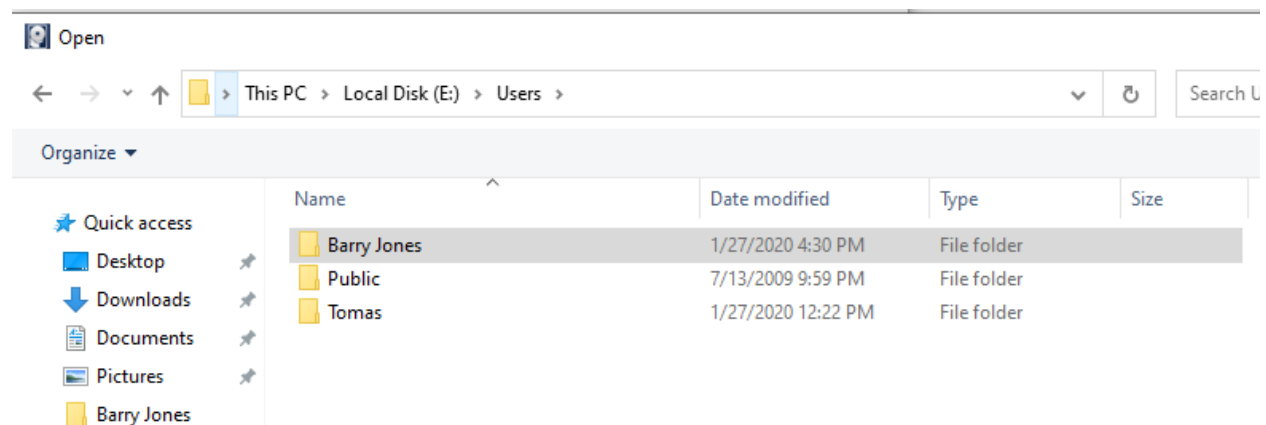 Open
This PC > Local Disk (E:) > Users >
Search U
Organize
Name Date modified Type Size
Quick access
Barry Jones 1/27/2020 4:30 PM File folder
Desktop
Public 7/13/2009 9:59 PM File folder
Downloads
Tomas 1/27/2020 12:22 PM File folder
Documents
Pictures
Barry Jones